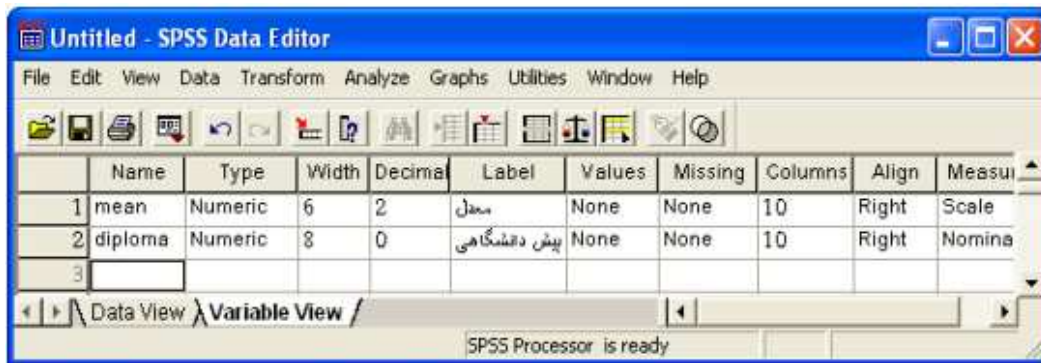 Untitled - SPSS Data Editor
File Edit View Data Transform Analyze Graphs Utilities Window Help
Name Type Width Decimal Label Values Missing Columns Align Measu
1 mean Numeric 6 2 معدل None None 10 Right Scale
2 diploma Numeric 8 0 پیش دانشگاهی None None 10 Right Nomina
3
Data View Variable View
SPSS Processor is ready